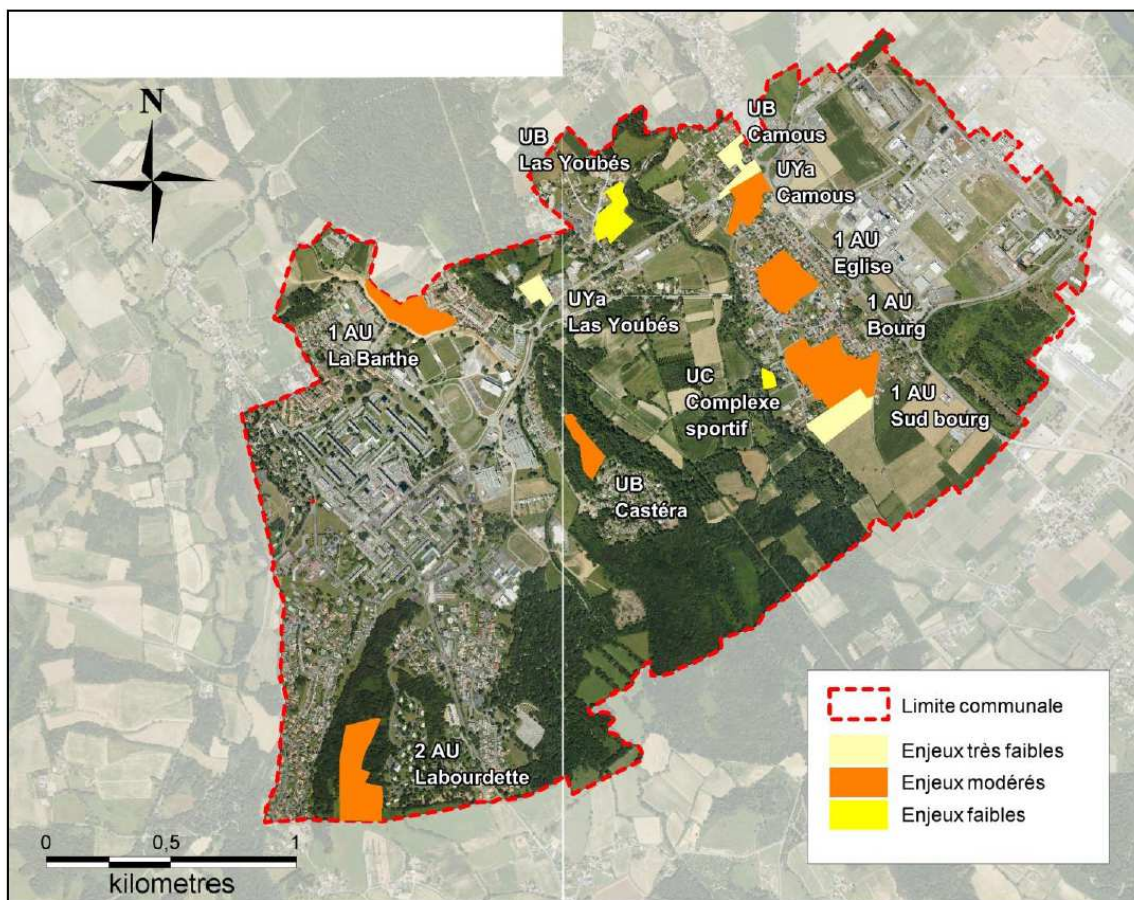 N
UB
Camous
UB
Las Youbés
UYa
Camous
1 AU
Eglise
UYa
Las Youbés
1 AU
Bourg
1 AU
La Barthe
UC
Complexe
sportif
1 AU
Sud bourg
UB
Castéra
2 AU
Labourdette
Limite communale
Enjeux très faibles
Enjeux modérés
Enjeux faibles
0 0,5 1
kilometres